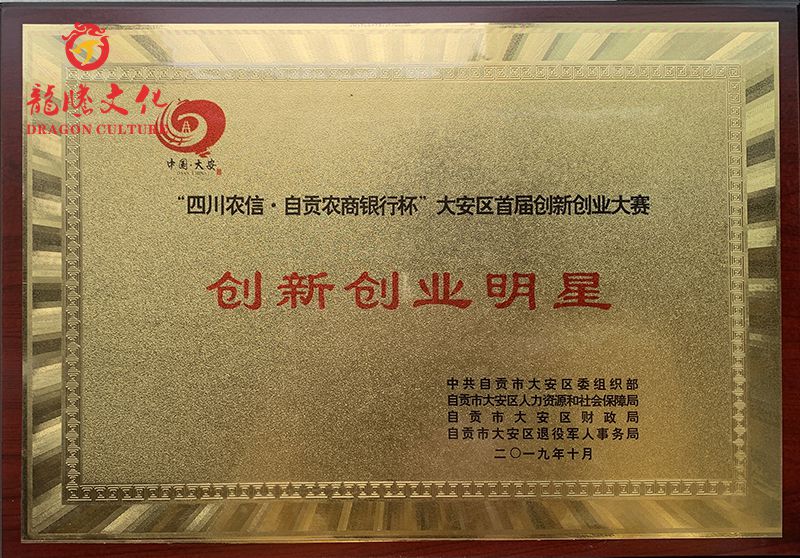 龍騰文化
DRAGON CULTURE
中国·大安
“四川农信·自贡农商银行杯”大安区首届创新创业大赛
创新创业明星
中共自贡市大安区委组织部
自贡市大安区人力资源和社会保障局
自贡市大安区财政局
自贡市大安区退役军人事务局
二〇一九年十月